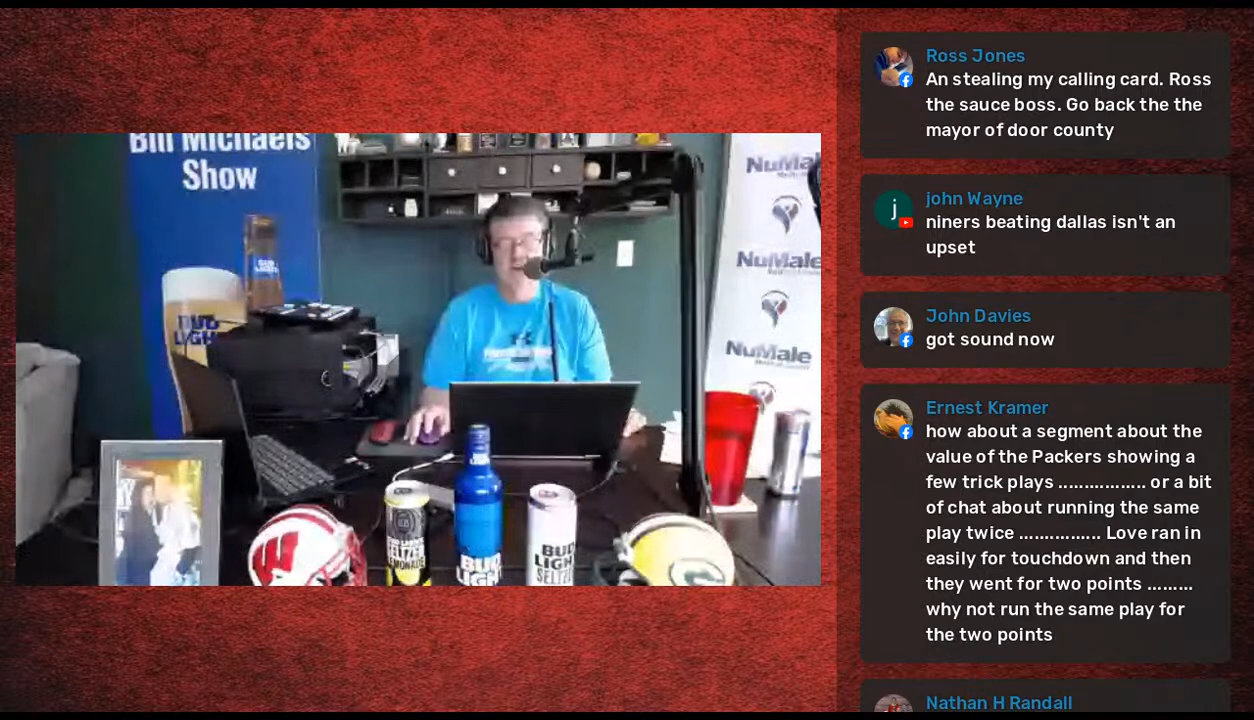 Bill Michaels
Show
BUD
LIGHT
NuMale
NuMale
NuMale
W
SELTZER
LEMONADE
BUD
LIGHT
BUD
LIGHT
SELTZER
G
Ross Jones
An stealing my calling card. Ross
the sauce boss. Go back the the
mayor of door county
j
john Wayne
niners beating dallas isn't an
upset
John Davies
got sound now
Ernest Kramer
how about a segment about the
value of the Packers showing a
few trick plays ................. or a bit
of chat about running the same
play twice ................ Love ran in
easily for touchdown and then
they went for two points .........
why not run the same play for
the two points
Nathan H Randall